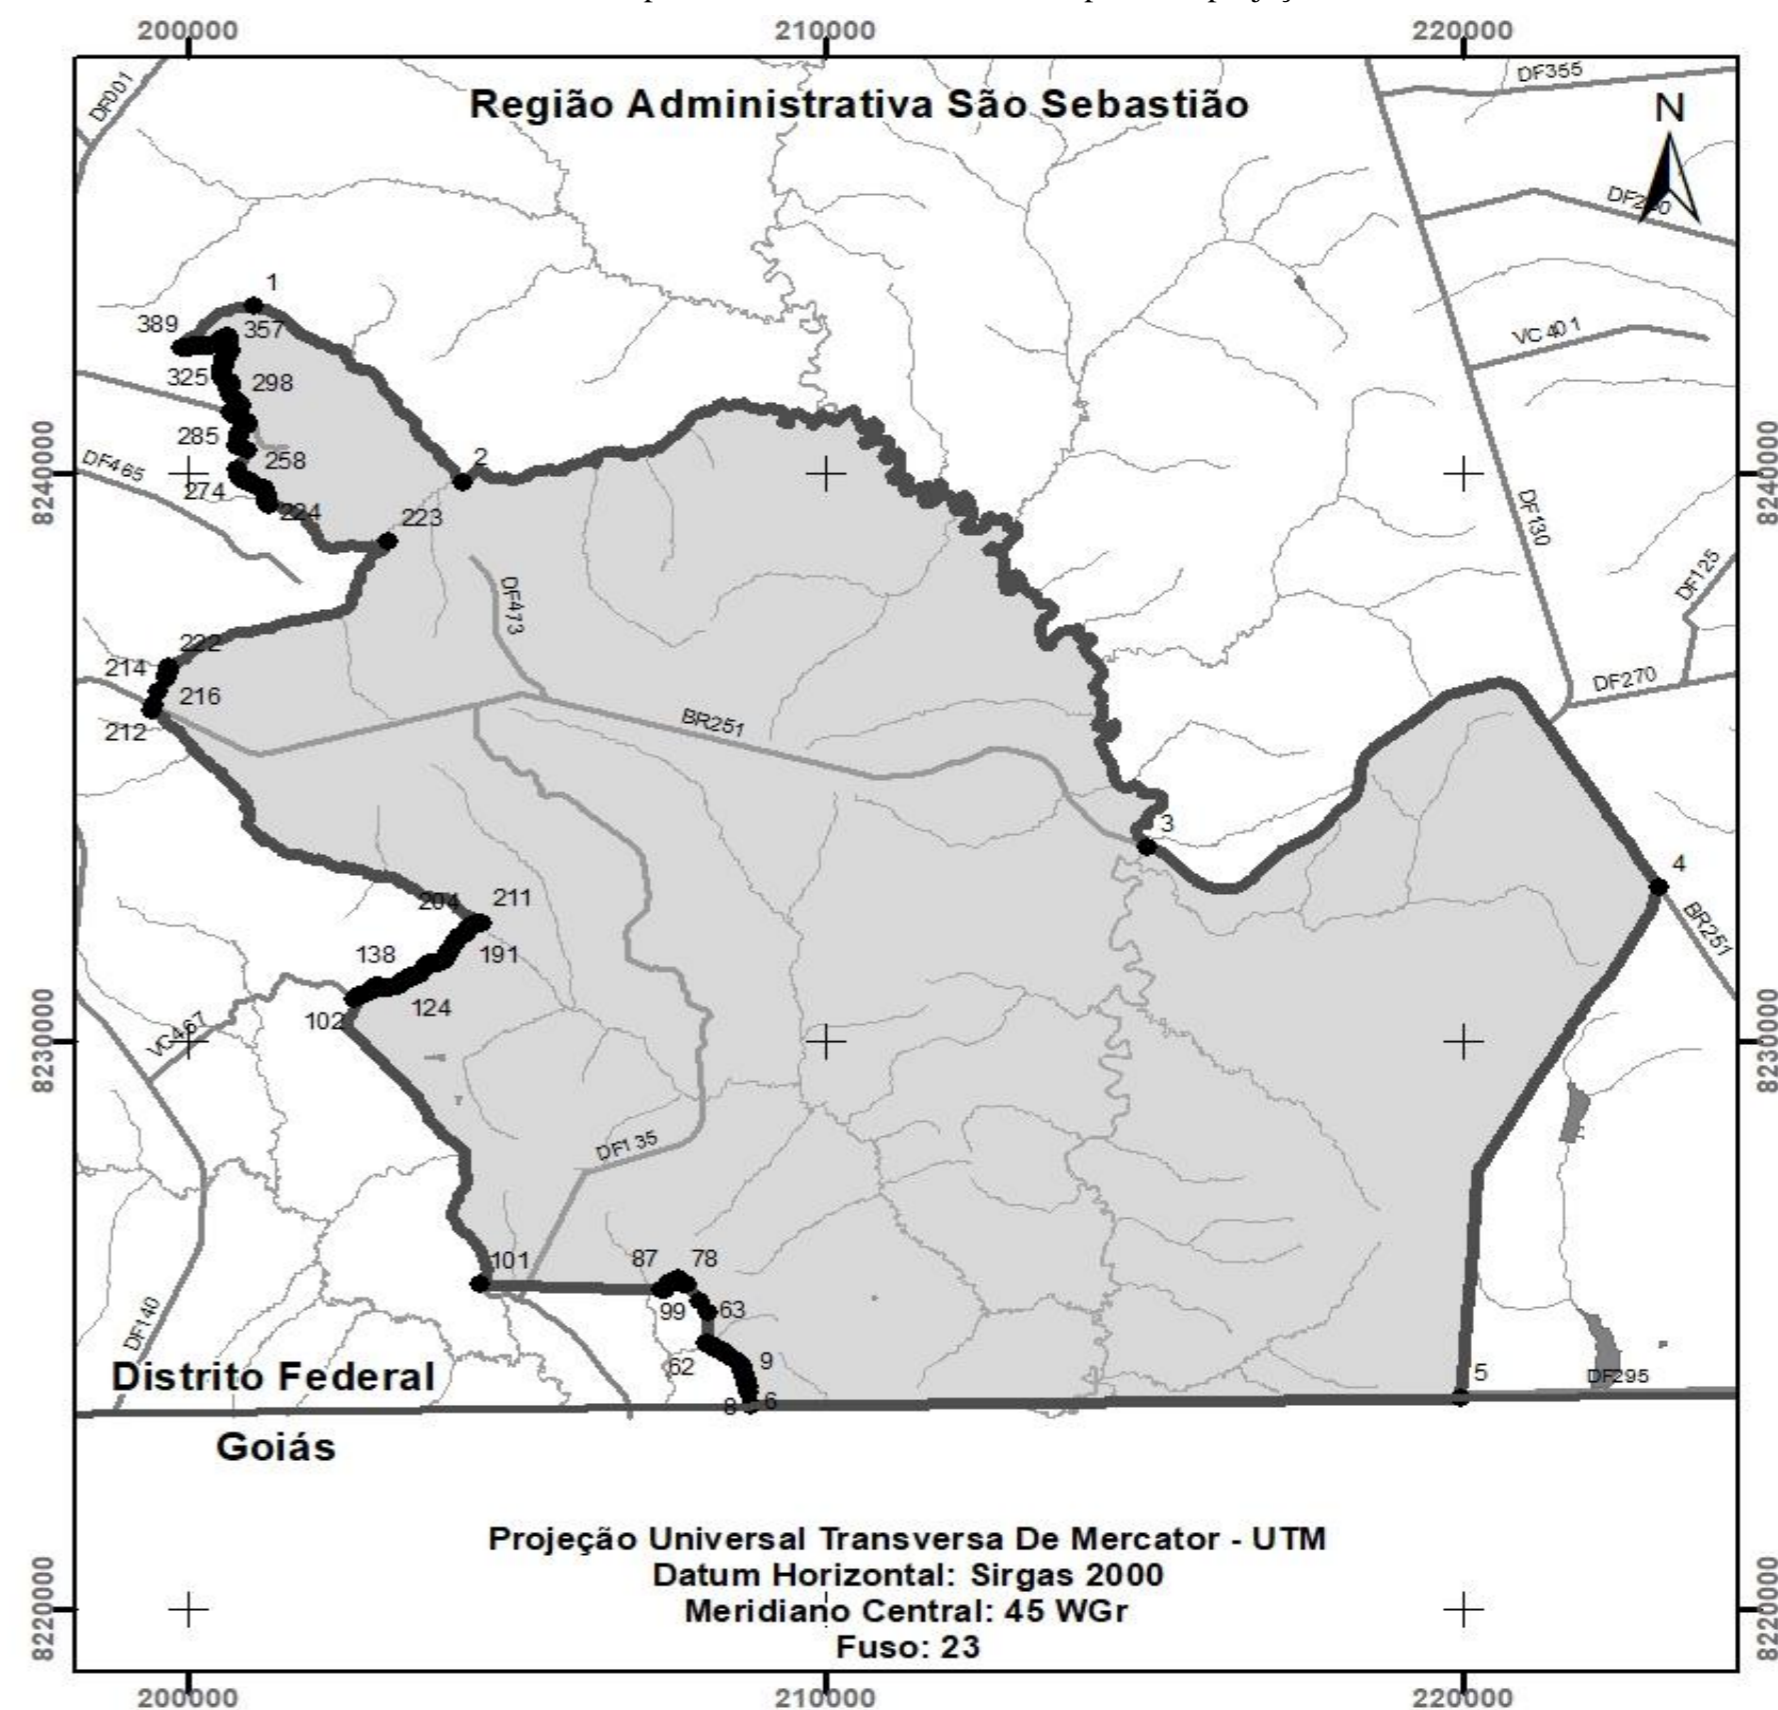 200000 210000 220000
Região Administrativa São Sebastião
N
DF001
DF355
1
389
357
VC 401
325
298
285
258
2
8240000
8240000
DF465
274
224
223
DF130
DF125
DF473
222
214
216
212
DF270
BR251
3
4
BR251
204
211
138
191
124
102
VC467
8230000
8230000
DF135
101
87
78
99
63
DF140
62
9
5
DF295
8
6
Distrito Federal
Goiás
Projeção Universal Transversa De Mercator - UTM
Datum Horizontal: Sirgas 2000
Meridiano Central: 45 WGr
Fuso: 23
8220000
8220000
200000 210000 220000